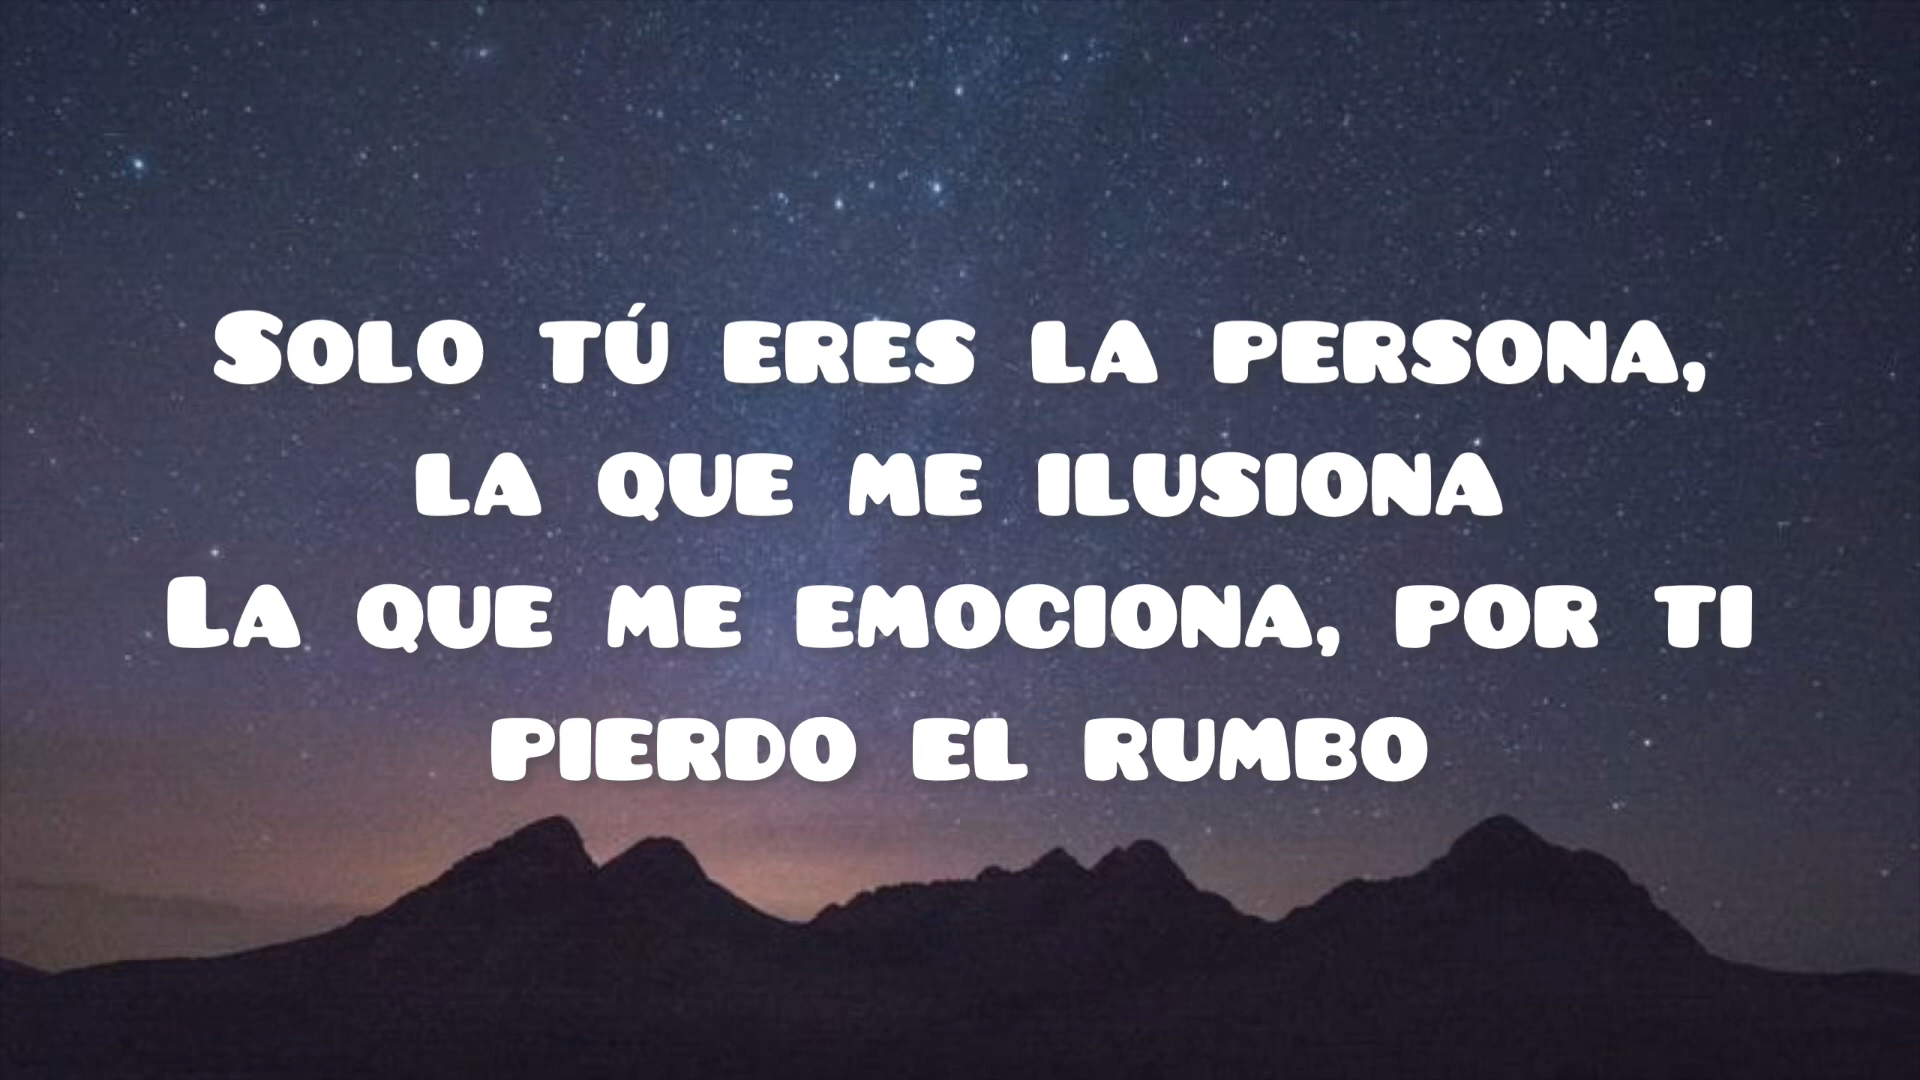 Solo tú eres la persona,
la que me ilusiona
La que me emociona, por ti
pierdo el rumbo